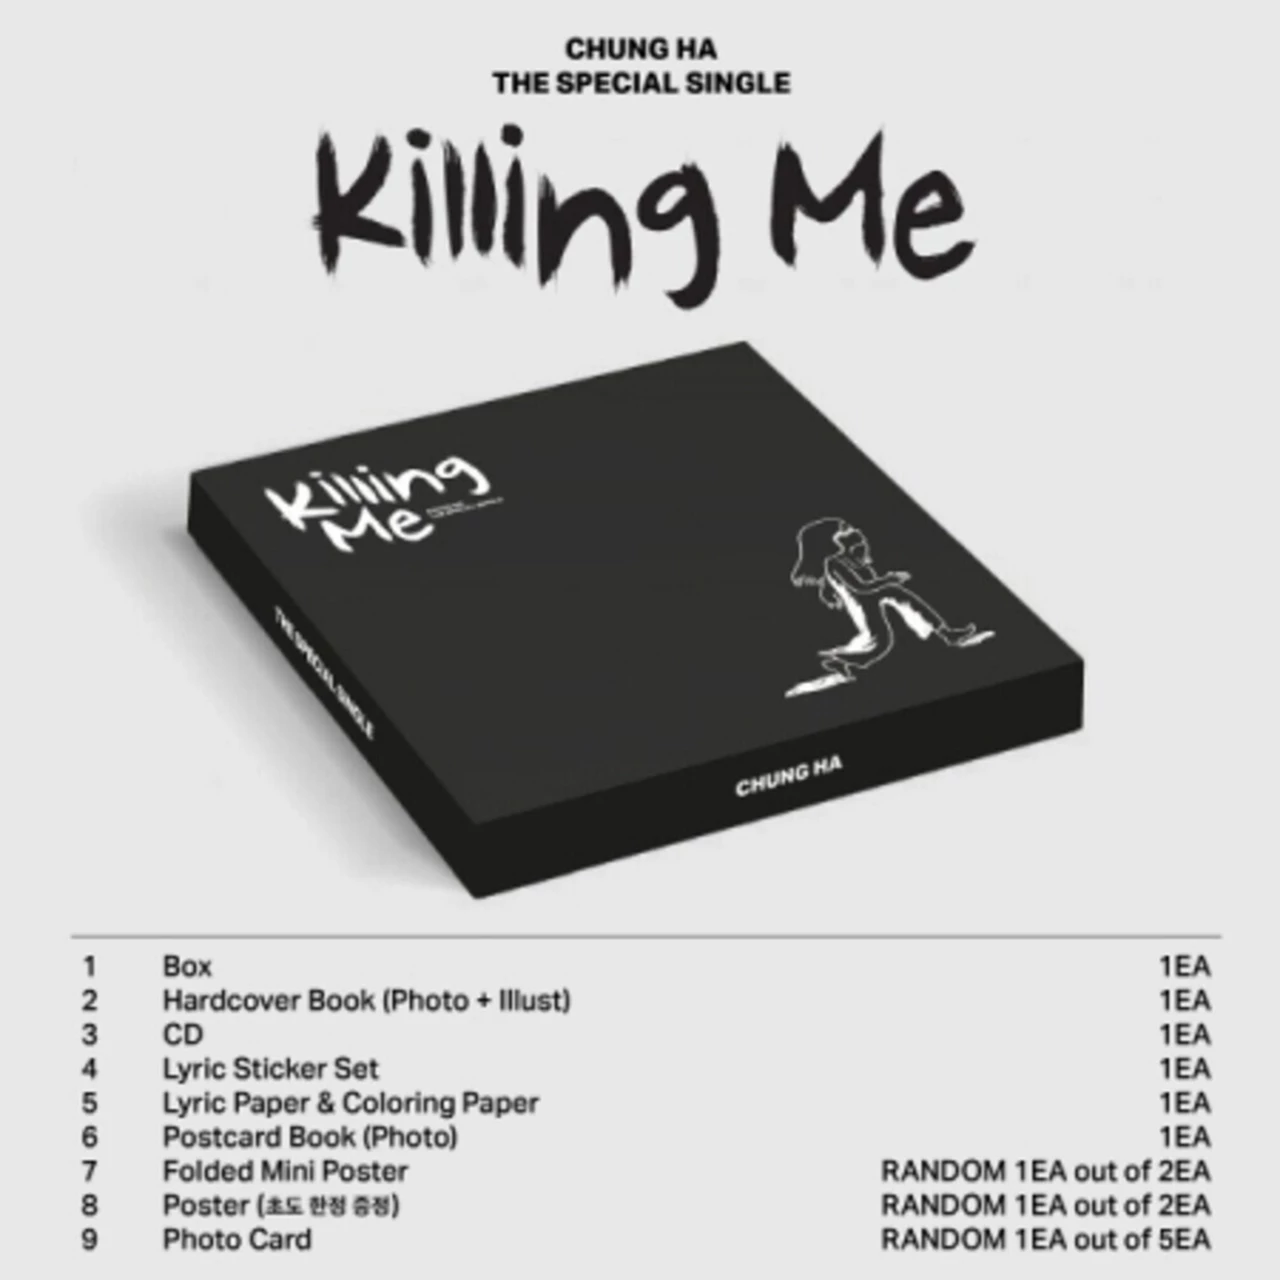 CHUNG HA
THE SPECIAL SINGLE
Killing Me
Killing
Me
THE SPECIAL SINGLE
CHUNG HA
1 Box 1EA
2 Hardcover Book (Photo + Illust) 1EA
3 CD 1EA
4 Lyric Sticker Set 1EA
5 Lyric Paper & Coloring Paper 1EA
6 Postcard Book (Photo) 1EA
7 Folded Mini Poster RANDOM 1EA out of 2EA
8 Poster (초도 한정 증정) RANDOM 1EA out of 2EA
9 Photo Card RANDOM 1EA out of 5EA